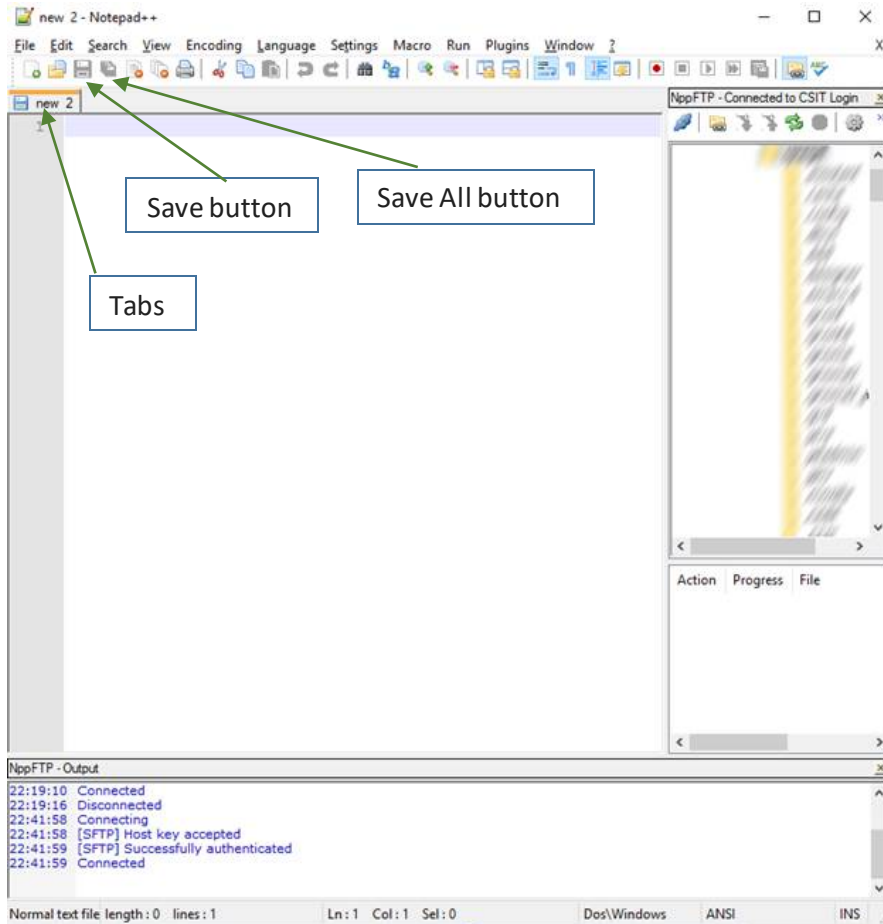 new 2 - Notepad++
File Edit Search View Encoding Language Settings Macro Run Plugins Window ? X
new 2
NppFTP - Connected to CSIT Login
1
Save button
Save All button
Tabs
Action Progress File
NppFTP - Output
22:19:10 Connected
22:19:16 Disconnected
22:41:58 Connecting
22:41:58 [SFTP] Host key accepted
22:41:59 [SFTP] Successfully authenticated
22:41:59 Connected
Normal text file length : 0 lines : 1 Ln : 1 Col : 1 Sel : 0 Dos\Windows ANSI INS